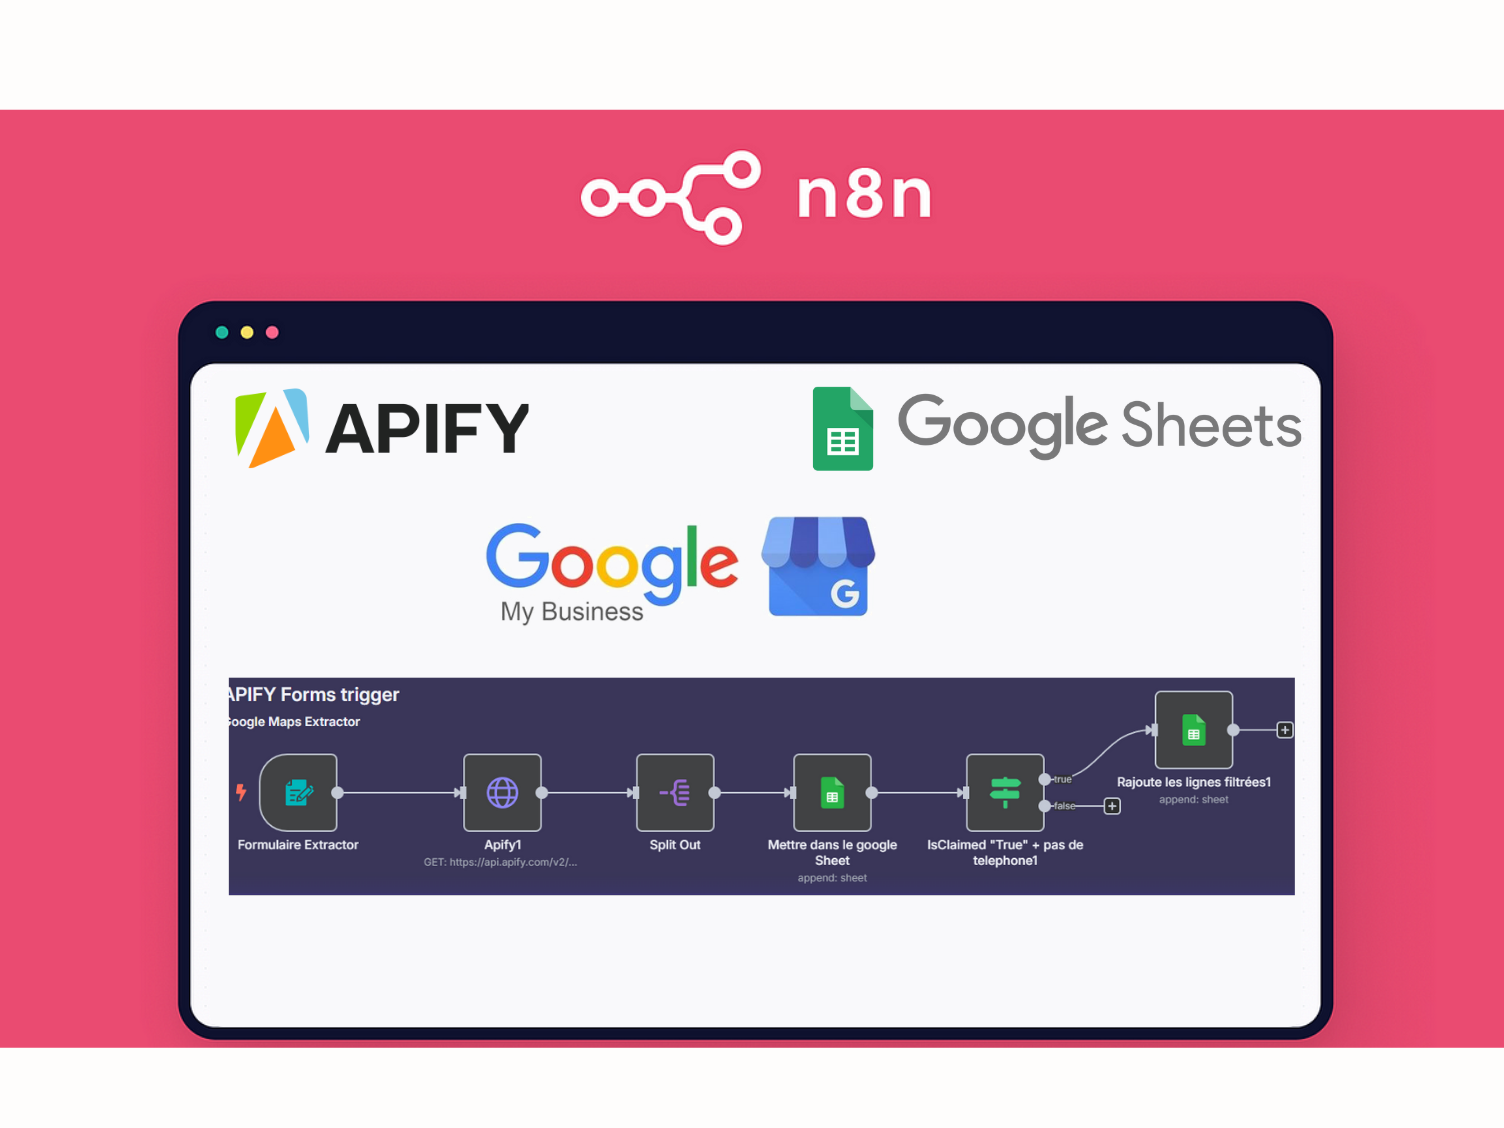 n8n
APIFY
Google Sheets
Google
My Business
G
APIFY Forms trigger
Google Maps Extractor
true
false
Rajoute les lignes filtrées1
append: sheet
Formulaire Extractor
Apify1
GET: https://api.apify.com/v2/...
Split Out
Mettre dans le google
Sheet
append: sheet
IsClaimed "True" + pas de
telephone1